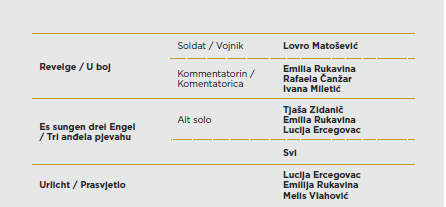 Soldat / Vojnik Lovro Matošević
Revelge / U boj
Kommentatorin /
Komentatorica
Emilia Rukavina
Rafaela Čanžar
Ivana Miletić
Es sungen drei Engel
/ Tri anđela pjevahu
Alt solo
Tjaša Zidanič
Emilia Rukavina
Lucija Ercegovac
Svi
Urlicht / Prasvjetlo
Lucija Ercegovac
Emilija Rukavina
Melis Vlahović